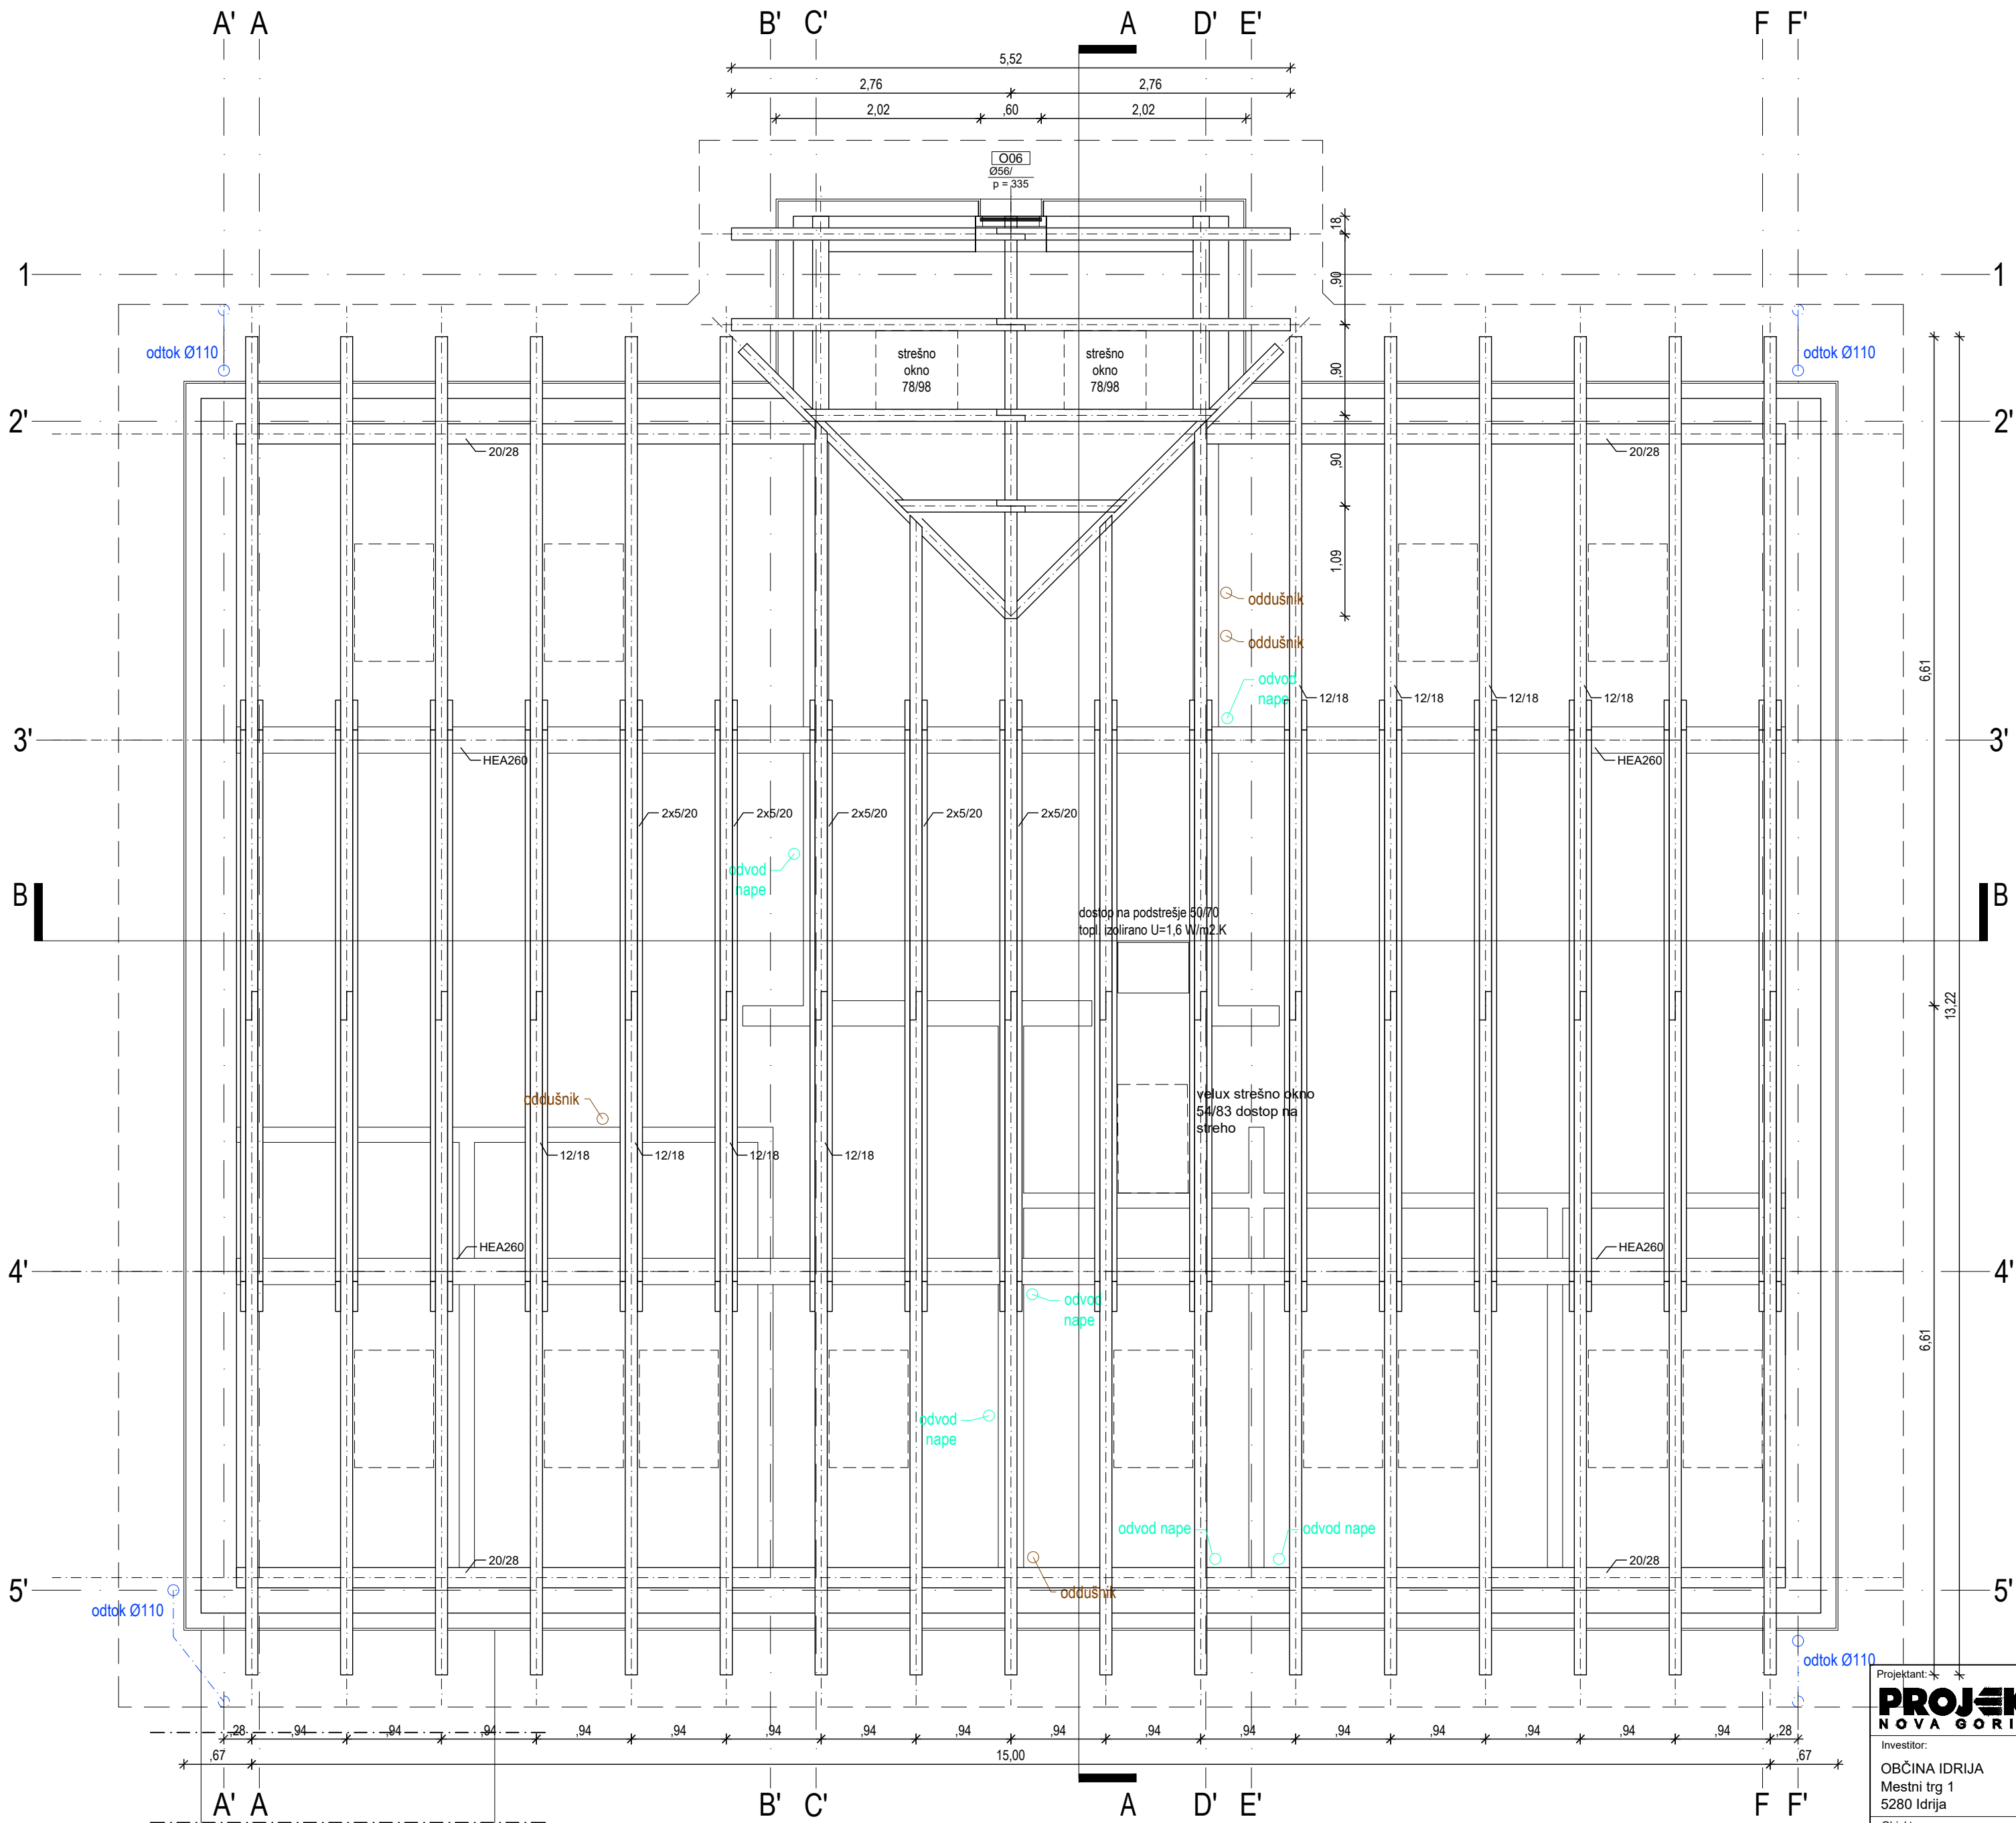 A' A B' C' A D' E' F F'
5,52
2,76 2,76
2,02 ,60 2,02
O06
Ø56/
p = 335
,18
1 1
,90
odtok Ø110
strešno
okno
78/98
strešno
okno
78/98
odtok Ø110
,90
2' 2'
20/28 20/28
,90
1,09
oddušnik
oddušnik
odvod
nape
6,61
12/18 12/18 12/18 12/18
3' 3'
HEA260 HEA260
2x5/20 2x5/20 2x5/20 2x5/20 2x5/20
odvod
nape
B B
dostop na podstrešje 50/70
topl. izolirano U=1,6 W/m2.K
13,22
velux strešno okno
54/83 dostop na
streho
oddušnik
12/18 12/18 12/18 12/18
HEA260 HEA260
4' 4'
odvod
nape
6,61
odvod
nape
odvod nape odvod nape
20/28 20/28
5' 5'
oddušnik
odtok Ø110
odtok Ø110
,28 ,94 ,94 ,94 ,94 ,94 ,94 ,94 ,94 ,94 ,94 ,94 ,94 ,94 ,94 ,94 ,94 ,28
,67 15,00 ,67
A' A B' C' A D' E' F F'
Projektant:
NOVA GORI
Investitor:
OBČINA IDRIJA
Mestni trg 1
5280 Idrija